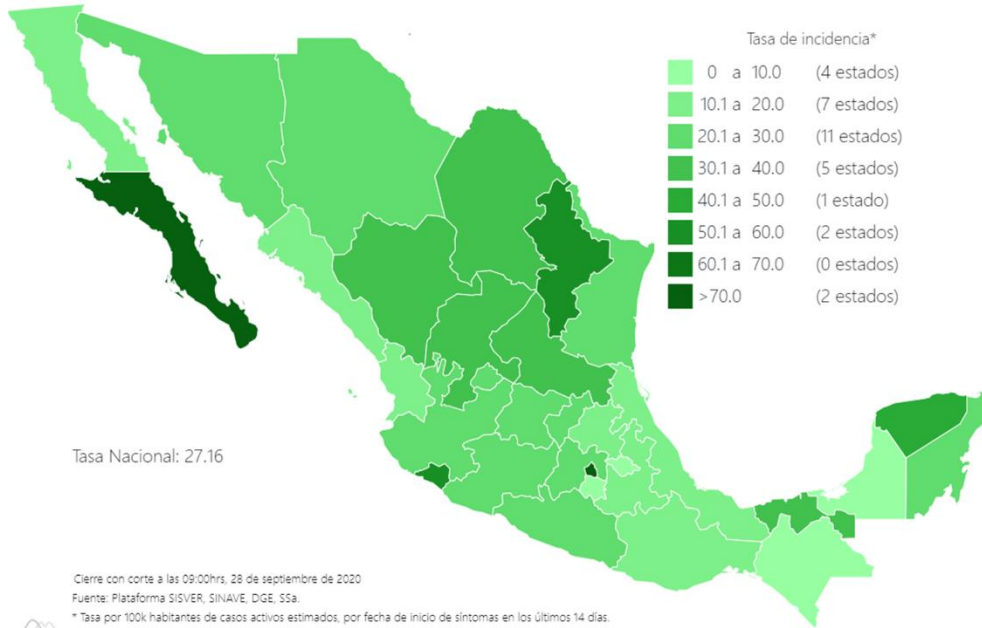 Tasa de incidencia*
0 a 10.0 (4 estados)
10.1 a 20.0 (7 estados)
20.1 a 30.0 (11 estados)
30.1 a 40.0 (5 estados)
40.1 a 50.0 (1 estado)
50.1 a 60.0 (2 estados)
60.1 a 70.0 (0 estados)
>70.0 (2 estados)
Tasa Nacional: 27.16
Cierre con corte a las 09:00hrs, 28 de septiembre de 2020
Fuente: Plataforma SISVER, SINAVE, DGE, SSa.
* Tasa por 100k habitantes de casos activos estimados, por fecha de inicio de síntomas en los últimos 14 días.